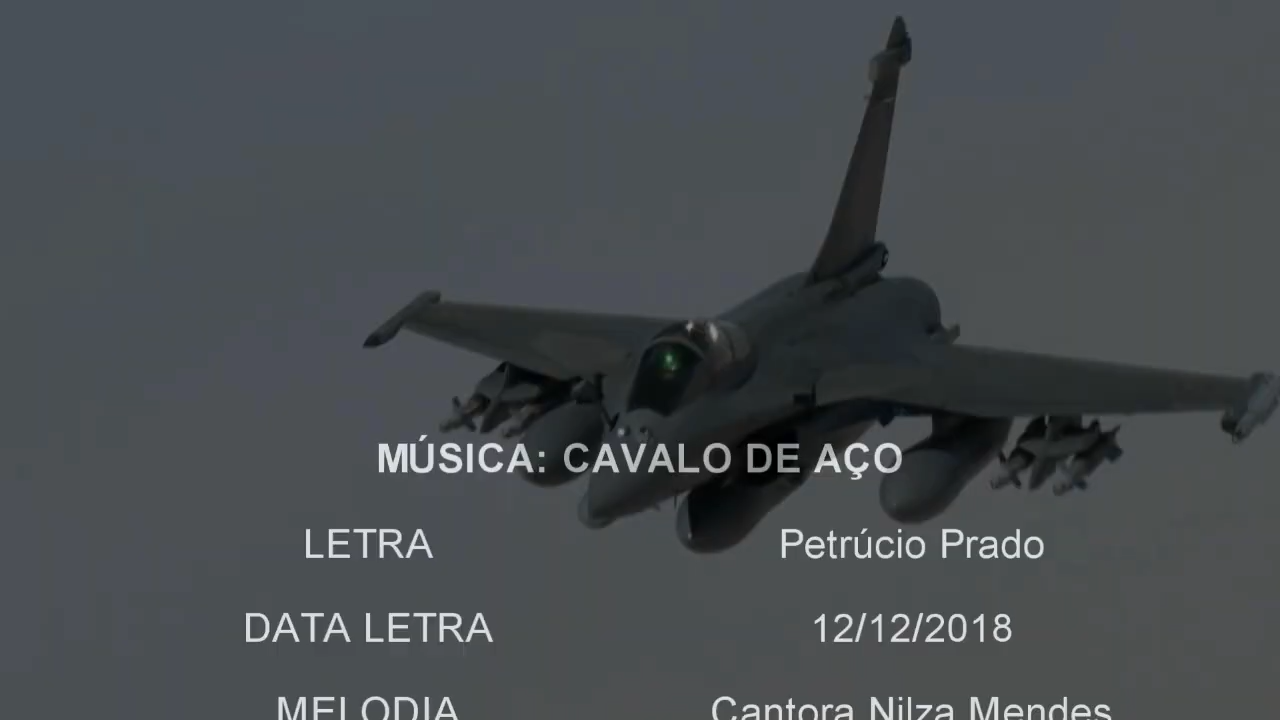 MÚSICA: CAVALO DE AÇO
LETRA Petrúcio Prado
DATA LETRA 12/12/2018
MELODIA Cantora Nilza Mendes